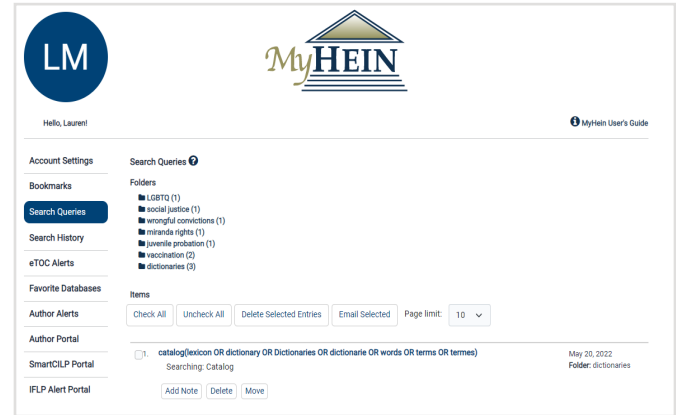 LM
MyHEIN
Hello, Lauren!
MyHein User's Guide
Account Settings
Bookmarks
Search Queries
Search History
eTOC Alerts
Favorite Databases
Author Alerts
Author Portal
SmartCILP Portal
IFLP Alert Portal
Search Queries
Folders
LGBTQ (1)
social justice (1)
wrongful convictions (1)
miranda rights (1)
juvenile probation (1)
vaccination (2)
dictionaries (3)
Items
Check All Uncheck All Delete Selected Entries Email Selected Page limit: 10
1. catalog(lexicon OR dictionary OR Dictionaries OR dictionarie OR words OR terms OR termes) May 20, 2022
Searching: Catalog Folder: dictionaries
Add Note Delete Move